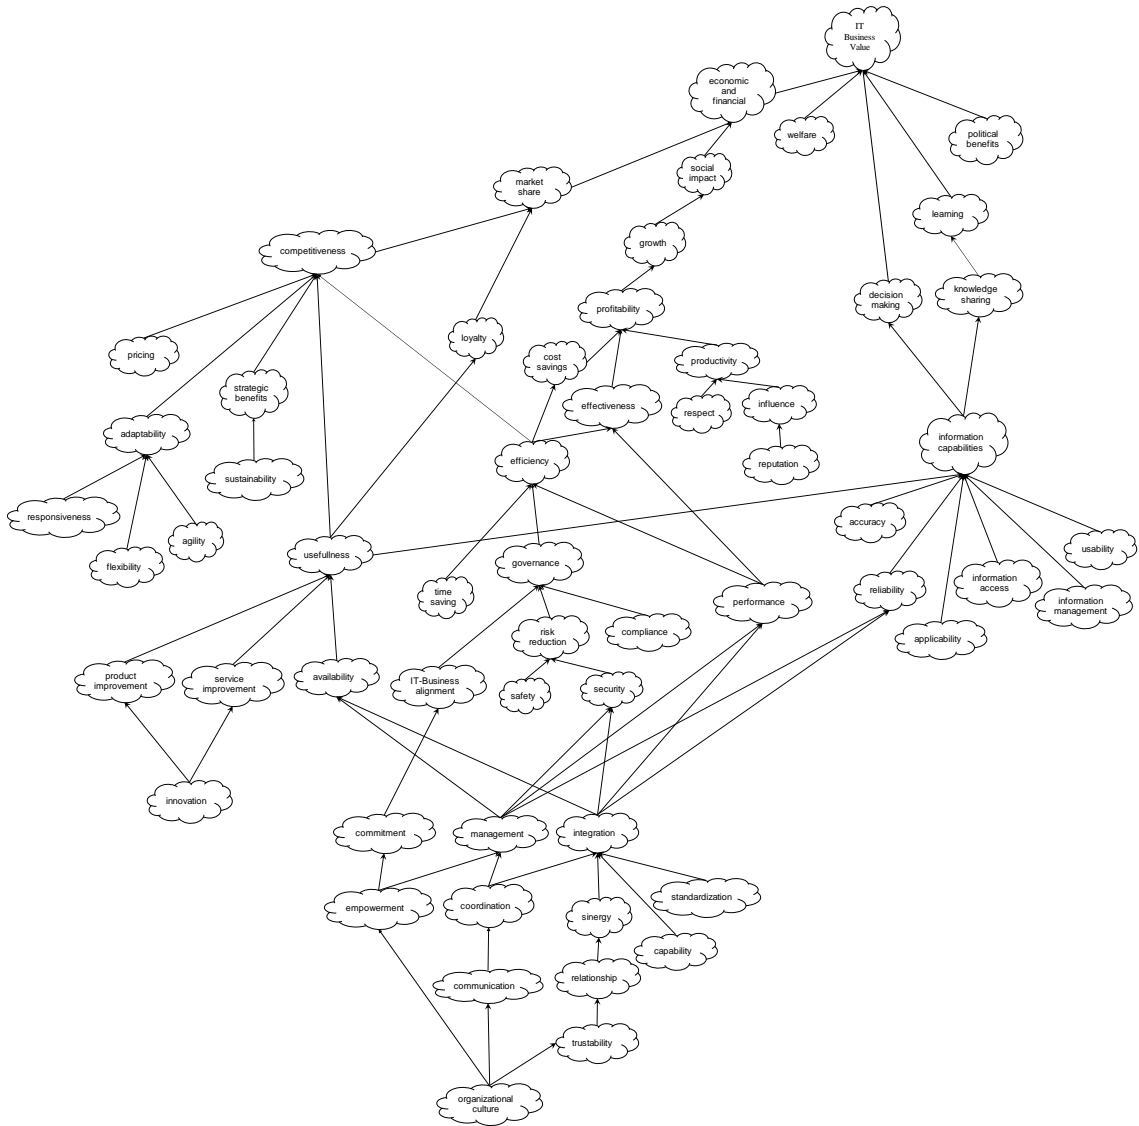 IT
Business
Value
economic
and
financial
welfare
political
benefits
social
impact
market
share
learning
growth
competitiveness
decision
making
knowledge
sharing
profitability
loyalty
pricing
cost
savings
productivity
strategic
benefits
effectiveness
respect
influence
adaptability
information
capabilities
efficiency
reputation
sustainability
responsiveness
accuracy
agility
usefullness
usability
flexibility
governance
time
saving
performance
reliability
information
access
information
management
risk
reduction
compliance
applicability
product
improvement
service
improvement
availability
IT-Business
alignment
safety
security
innovation
commitment
management
integration
empowerment
coordination
sinergy
standardization
capability
communication
relationship
trustability
organizational
culture